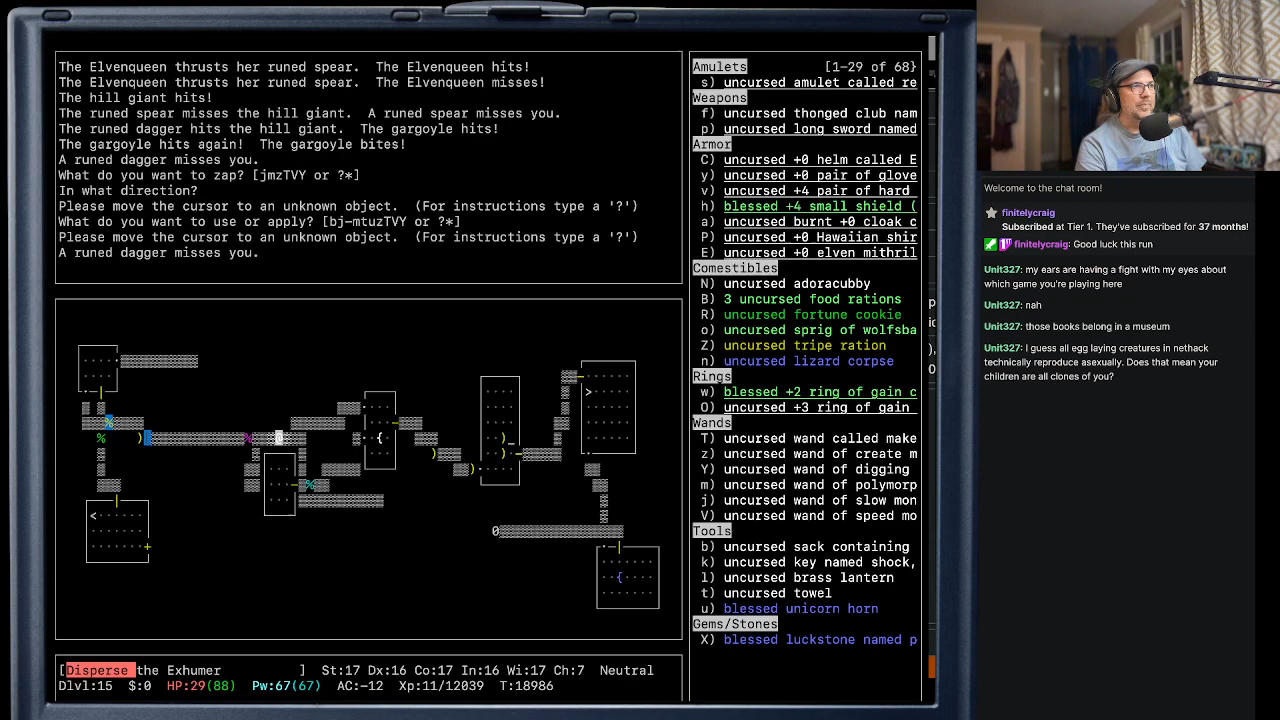 The Elvenqueen thrusts her runed spear.  The Elvenqueen hits!
The Elvenqueen thrusts her runed spear.  The Elvenqueen misses!
The hill giant hits!
The runed spear misses the hill giant.  A runed spear misses you.
The runed dagger hits the hill giant.  The gargoyle hits!
The gargoyle hits again!  The gargoyle bites!
A runed dagger misses you.
What do you want to zap? [jmzTVY or ?*]
In what direction?
Please move the cursor to an unknown object.  (For instructions type a '?')
What do you want to use or apply? [bj-mtuzTVY or ?*]
Please move the cursor to an unknown object.  (For instructions type a '?')
A runed dagger misses you.
[Disperse the Exhumer          ] St:17 Dx:16 Co:17 In:16 Wi:17 Ch:7  Neutral
Dlvl:15  $:0  HP:29(88)  Pw:67(67)  AC:-12  Xp:11/12039  T:18986
Amulets [1-29 of 68]
s) uncursed amulet called re
Weapons
f) uncursed thonged club nam
p) uncursed long sword named
Armor
C) uncursed +0 helm called E
y) uncursed +0 pair of glove
v) uncursed +4 pair of hard
h) blessed +4 small shield (
a) uncursed burnt +0 cloak c
P) uncursed +0 Hawaiian shir
E) uncursed +0 elven mithril
Comestibles
N) uncursed adoracubby
B) 3 uncursed food rations
R) uncursed fortune cookie
o) uncursed sprig of wolfsba
Z) uncursed tripe ration
n) uncursed lizard corpse
Rings
w) blessed +2 ring of gain c
O) uncursed +3 ring of gain
Wands
T) uncursed wand called make
z) uncursed wand of create m
Y) uncursed wand of digging
m) uncursed wand of polymorp
j) uncursed wand of slow mon
V) uncursed wand of speed mo
Tools
b) uncursed sack containing
k) uncursed key named shock,
l) uncursed brass lantern
t) uncursed towel
u) blessed unicorn horn
Gems/Stones
X) blessed luckstone named p
Welcome to the chat room!
finitelycraig
Subscribed at Tier 1. They've subscribed for 37 months!
finitelycraig: Good luck this run
Unit327: my ears are having a fight with my eyes about
which game you're playing here
Unit327: nah
Unit327: those books belong in a museum
Unit327: I guess all egg laying creatures in nethack
technically reproduce asexually. Does that mean your
children are all clones of you?